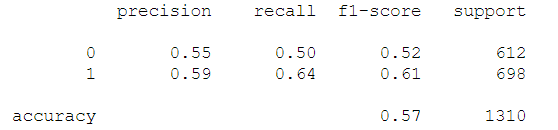 precision recall f1-score support
0 0.55 0.50 0.52 612
1 0.59 0.64 0.61 698
accuracy 0.57 1310